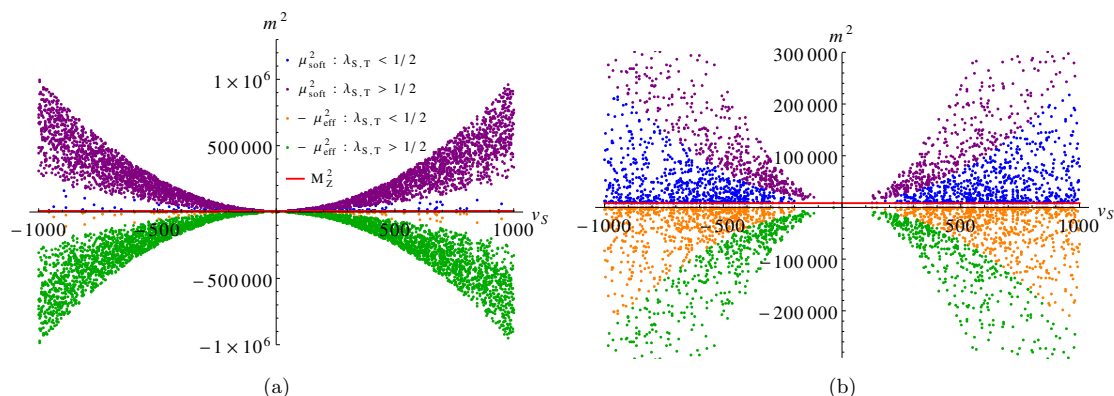 m²
1×10⁶
500 000
−1000
−500
500
1000
v_S
−500 000
−1×10⁶
μ²_soft : λ_S,T < 1/2
μ²_soft : λ_S,T > 1/2
− μ²_eff : λ_S,T < 1/2
− μ²_eff : λ_S,T > 1/2
M²_Z
(a)
m²
300 000
200 000
100 000
−1000
−500
500
1000
v_S
−100 000
−200 000
(b)